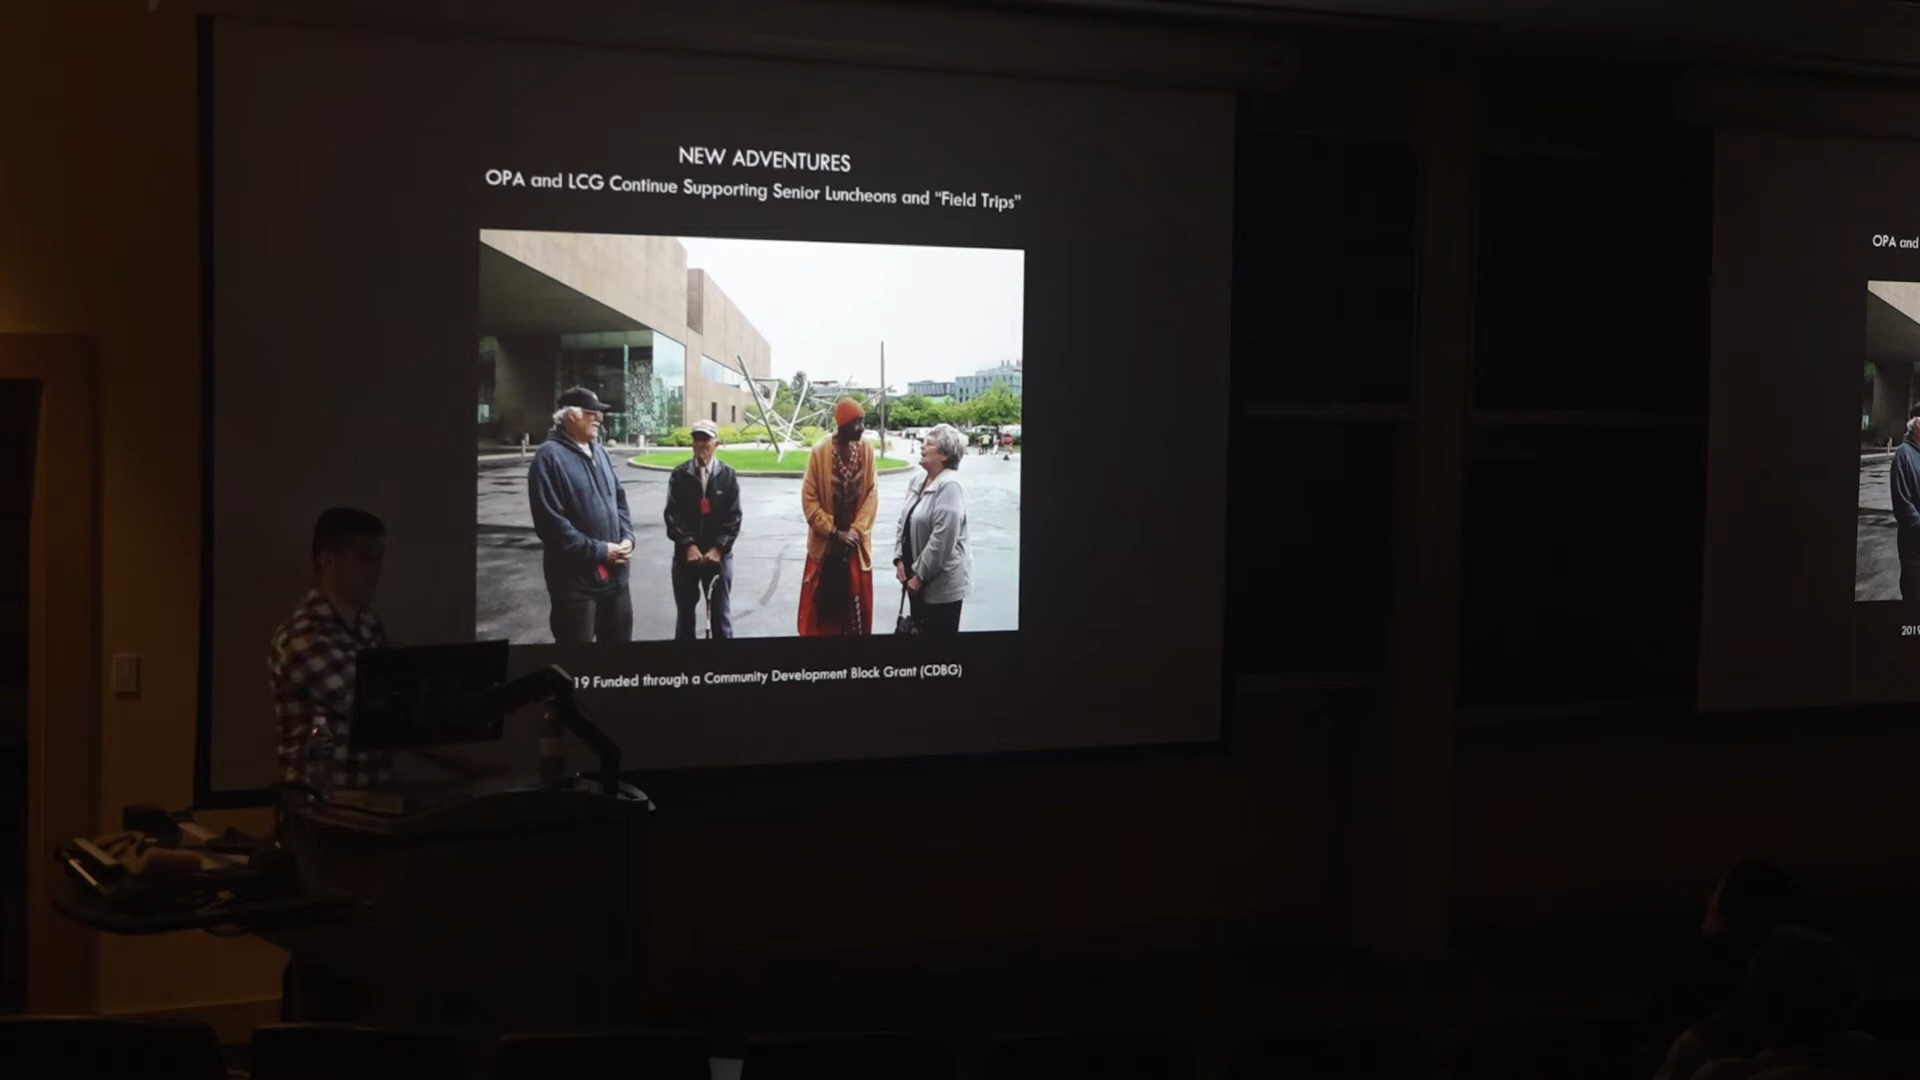 NEW ADVENTURES
OPA and LCG Continue Supporting Senior Luncheons and “Field Trips”
19 Funded through a Community Development Block Grant (CDBG)
OPA and
2019